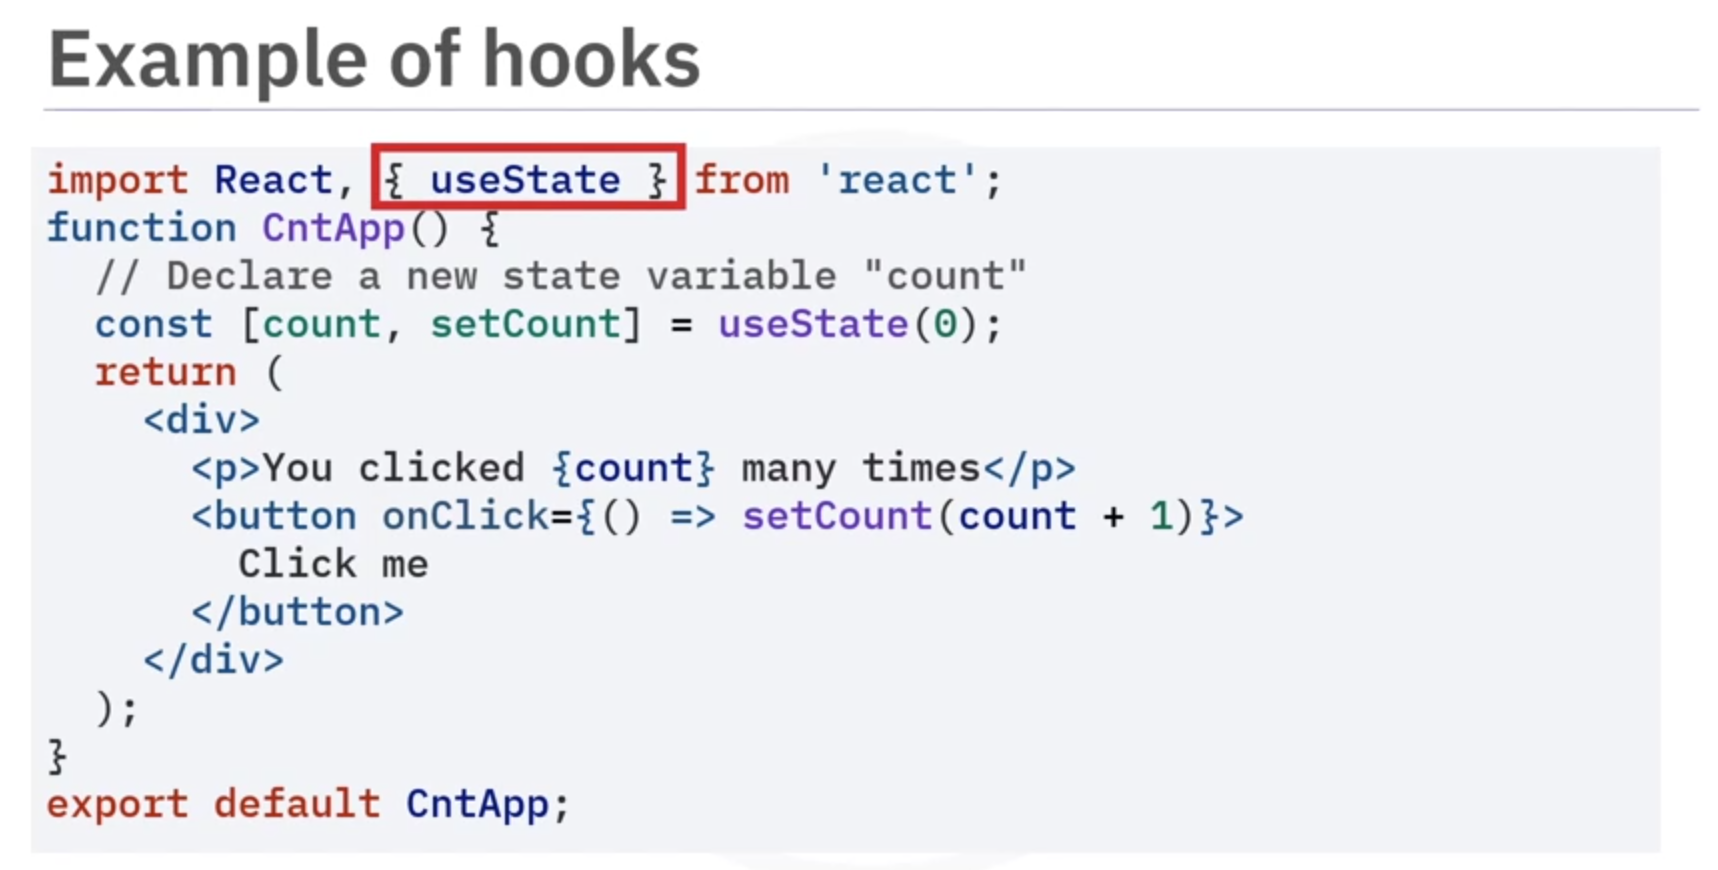 Example of hooks
import React, { useState } from 'react';
function CntApp() {
  // Declare a new state variable "count"
  const [count, setCount] = useState(0);
  return (
    <div>
      <p>You clicked {count} many times</p>
      <button onClick={() => setCount(count + 1)}>
        Click me
      </button>
    </div>
  );
}
export default CntApp;